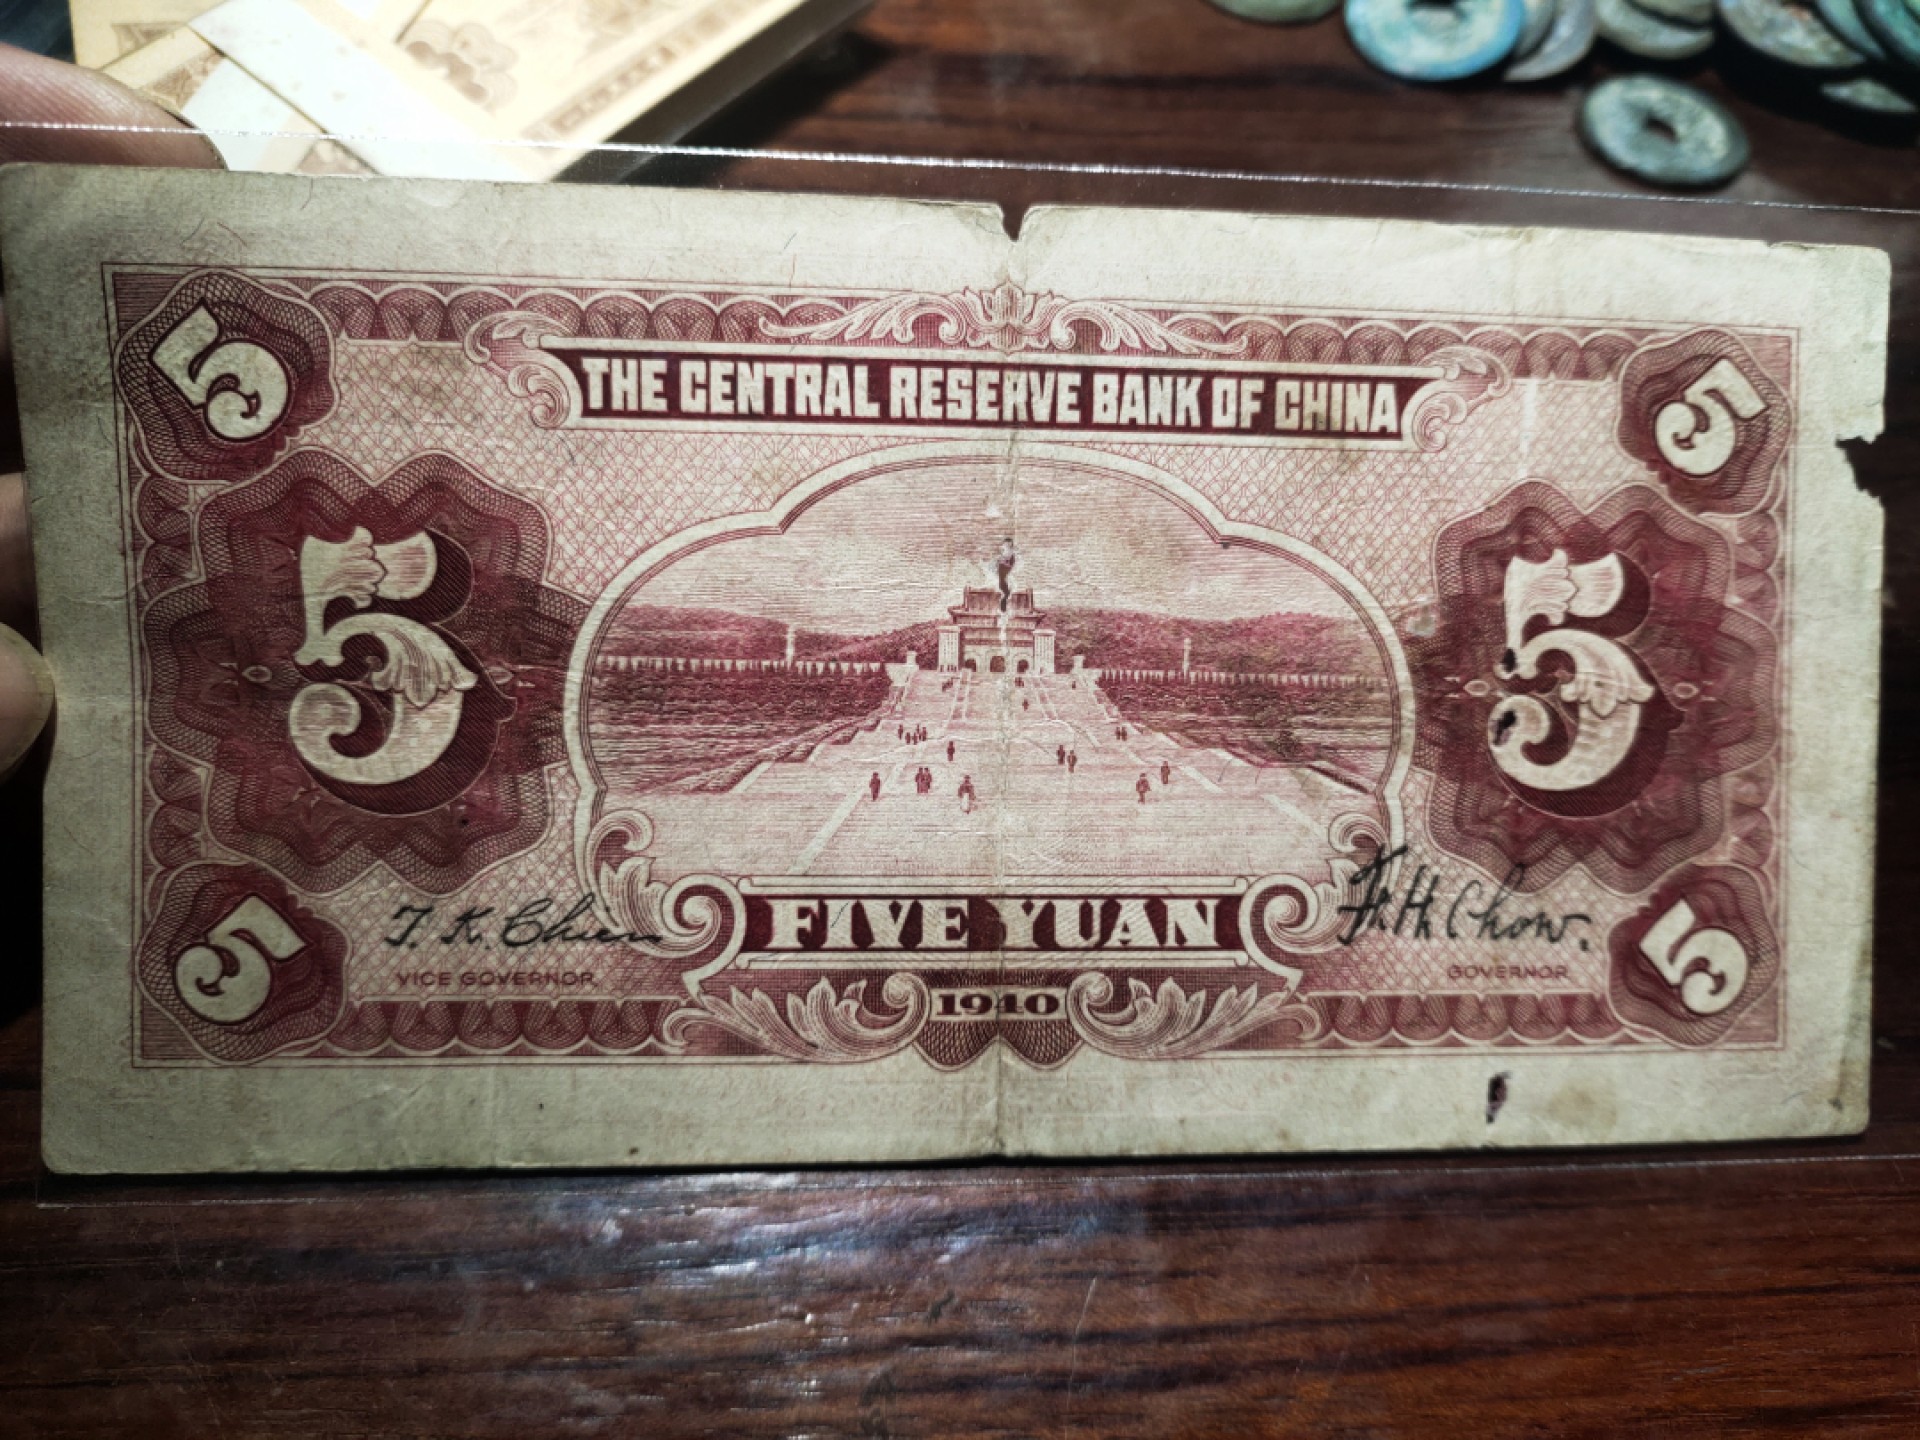 5 5
THE CENTRAL RESERVE BANK OF CHINA
5 5
T. K. Chien FIVE YUAN F. H. Chow.
VICE GOVERNOR GOVERNOR
5 1940 5